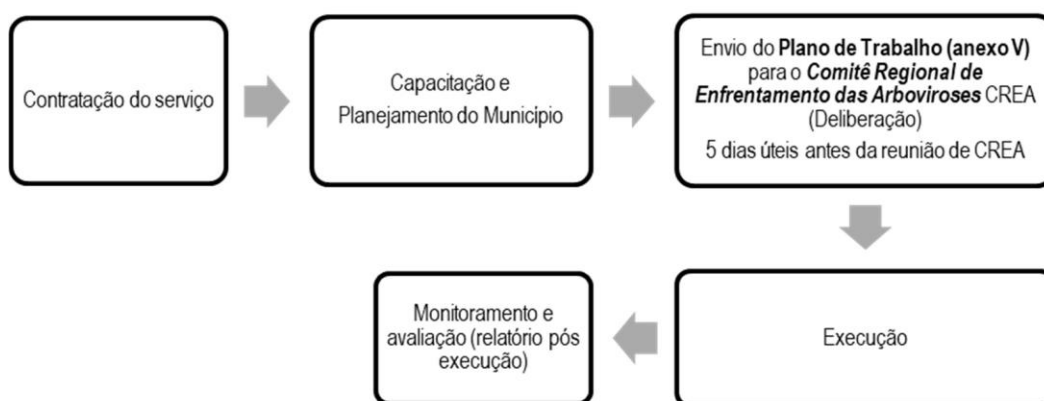 Contratação do serviço
Capacitação e
Planejamento do Município
Envio do Plano de Trabalho (anexo V)
para o Comitê Regional de
Enfrentamento das Arboviroses CREA
(Deliberação)
5 dias úteis antes da reunião de CREA
Execução
Monitoramento e
avaliação (relatório pós
execução)